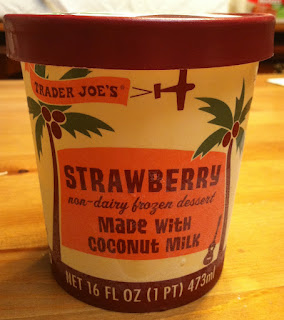 TRADER JOE'S®
STRAWBERRY
non-dairy frozen dessert
MADE WITH
COCONUT MILK
NET 16 FL OZ (1 PT) 473ml